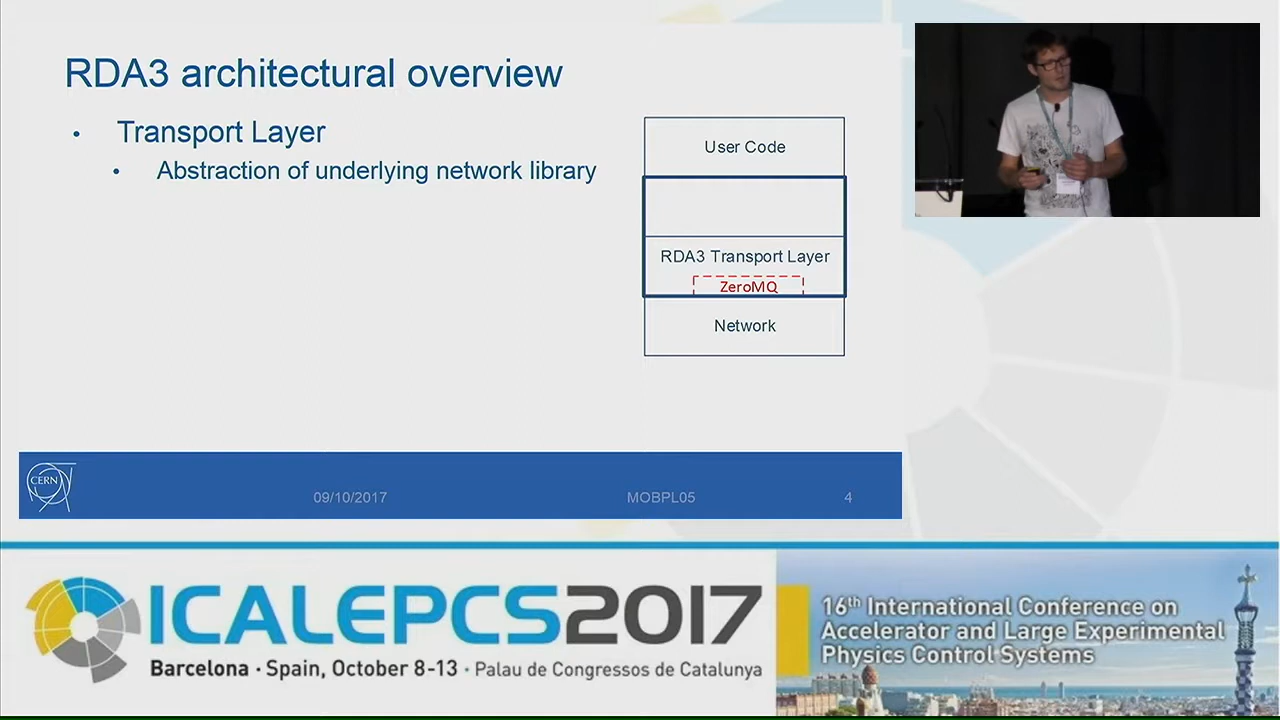 RDA3 architectural overview
• Transport Layer
• Abstraction of underlying network library
User Code
RDA3 Transport Layer
ZeroMQ
Network
CERN
09/10/2017
MOBPL05
4
ICALEPCS2017
Barcelona · Spain, October 8-13 · Palau de Congressos de Catalunya
16th International Conference on
Accelerator and Large Experimental
Physics Control Systems